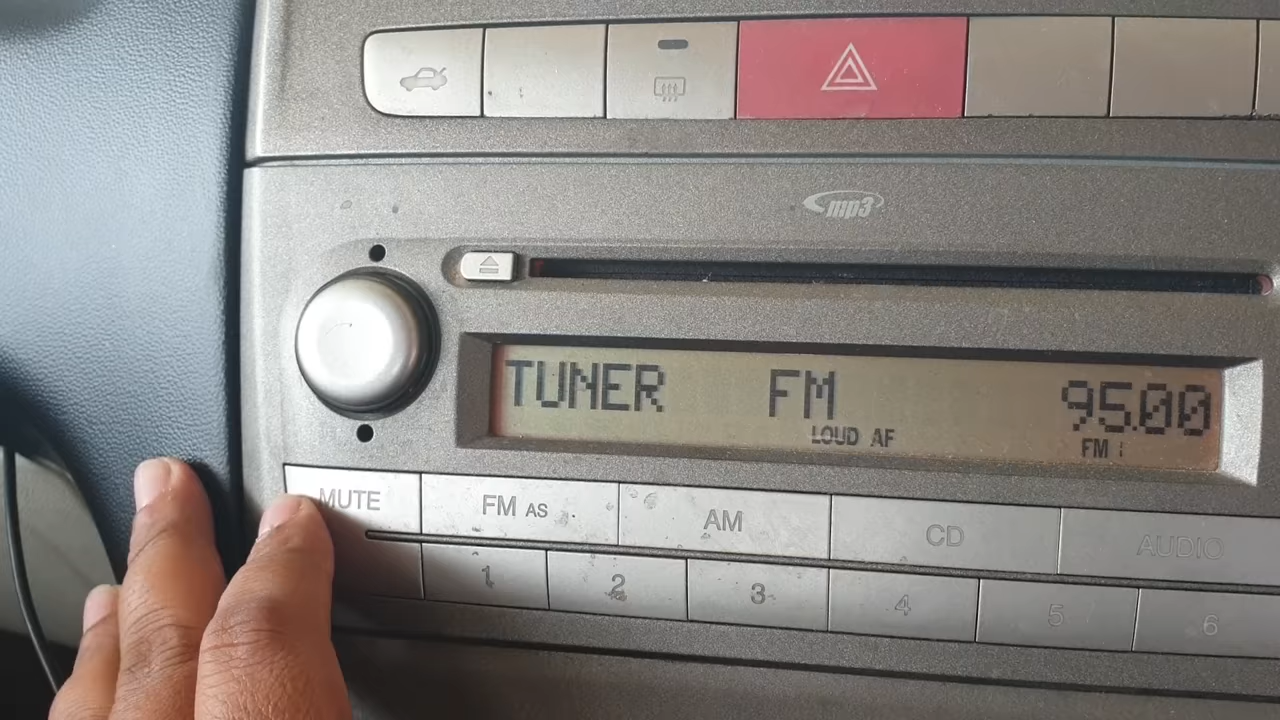 mp3
TUNER FM 95.00
LOUD AF FM 1
MUTE FM AS AM CD AUDIO
1 2 3 4 5 6